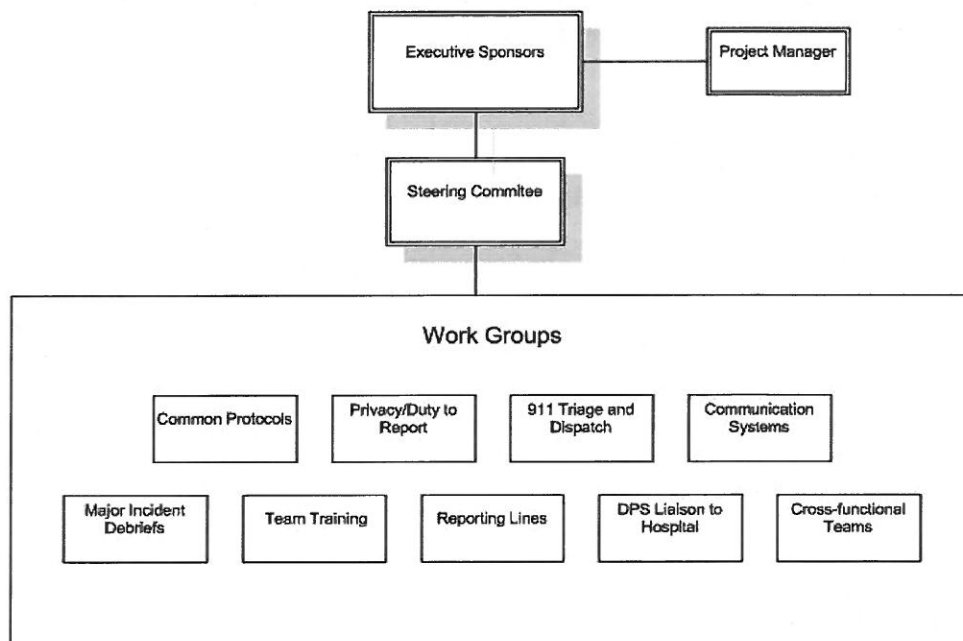 Executive Sponsors
Project Manager
Steering Commitee
Work Groups
Common Protocols
Privacy/Duty to
Report
911 Triage and
Dispatch
Communication
Systems
Major Incident
Debriefs
Team Training
Reporting Lines
DPS Liaison to
Hospital
Cross-functional
Teams